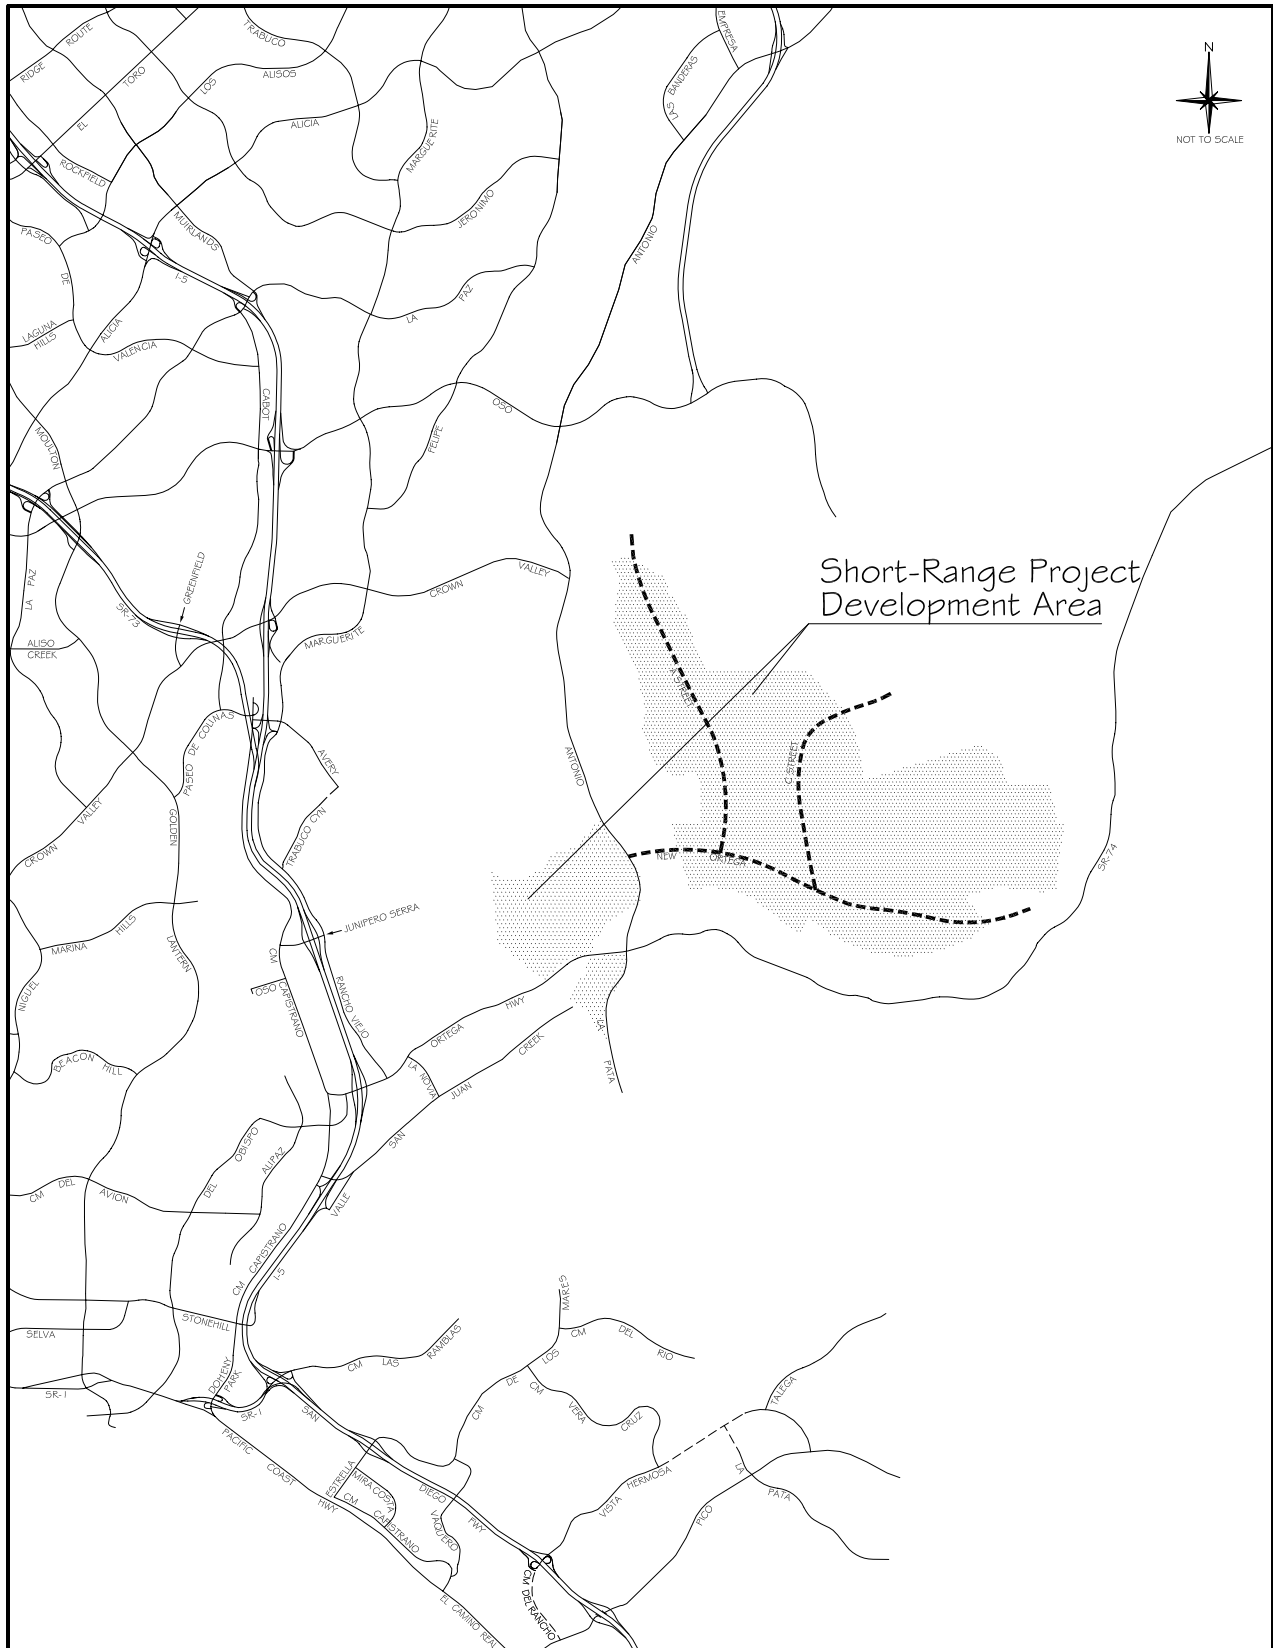 RIDGE ROUTE
TRABUCO
EMPRESA
N
NOT TO SCALE
EL TORO
LOS ALISOS
LAS BANDERAS
ALICIA
MARGUERITE
ROCKFIELD
JERONIMO
MUIRLANDS
PASEO DE
ANTONIO
I-5
LA PAZ
LAGUNA
HILLS
ALICIA
VALENCIA
CABOT
OSO
MOULTON
FELIPE
CROWN VALLEY
Short-Range Project
Development Area
GREENFIELD
LA PAZ
SR-73
ALISO
CREEK
MARGUERITE
A STREET
PASEO DE COLINAS
AVERY
ANTONIO
C STREET
CROWN VALLEY
GOLDEN
TRABUCO CYN
NEW ORTEGA
SR-74
MARINA HILLS
LANTERN
JUNIPERO SERRA
CM
CAPISTRANO
OSO
NIGUEL
RANCHO VIEJO
ORTEGA HWY
LA PATA
BEACON HILL
LA NOVIA
SAN JUAN CREEK
DEL OBISPO
ALIPAZ
CM DEL AVION
VALLE
CM CAPISTRANO
I-5
STONEHILL
SELVA
CM LAS RAMBLAS
MARES
CM DEL RIO
CM DE LOS
DOHENY
PARK
SR-1
SR-1
CM VERA CRUZ
TALEGA
SAN DIEGO FWY
PACIFIC COAST HWY
ESTRELLA
MIRA COSTA
CM CAPISTRANO
VAQUERO
VISTA HERMOSA
LA PATA
PICO
CM DEL RANCHO
EL CAMINO REAL